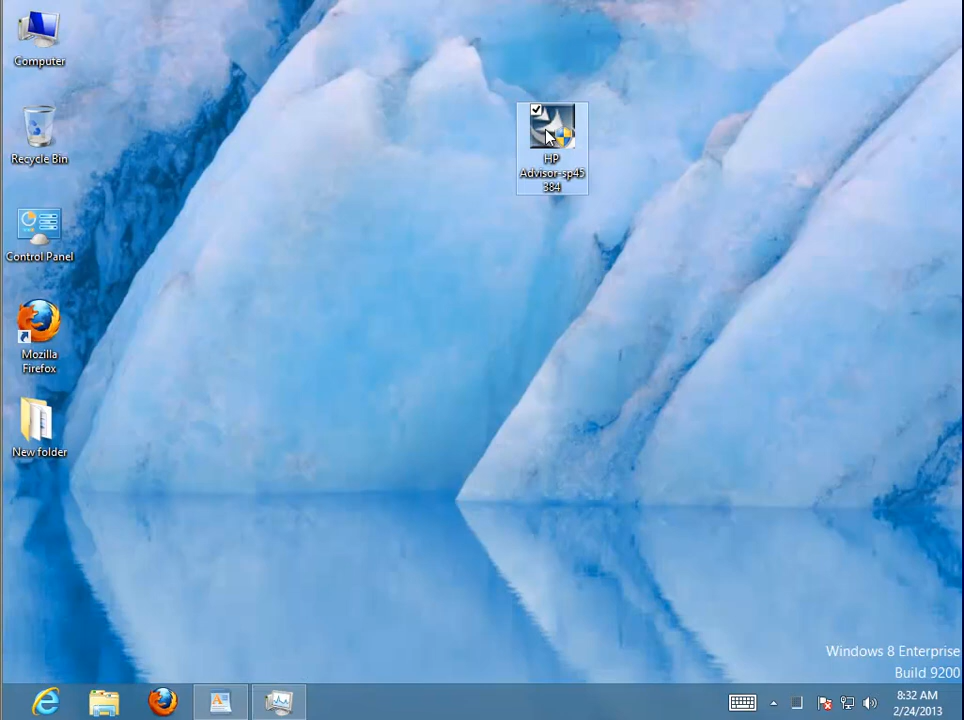 Computer
Recycle Bin
Control Panel
Mozilla
Firefox
New folder
HP
Advisor-sp45
384
Windows 8 Enterprise
Build 9200
8:32 AM
2/24/2013